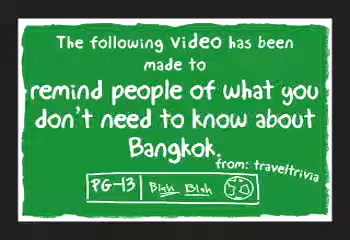 The following video has been
made to
remind people of what you
don't need to know about
Bangkok.
from: traveltrivia
PG-13 Blah Blah